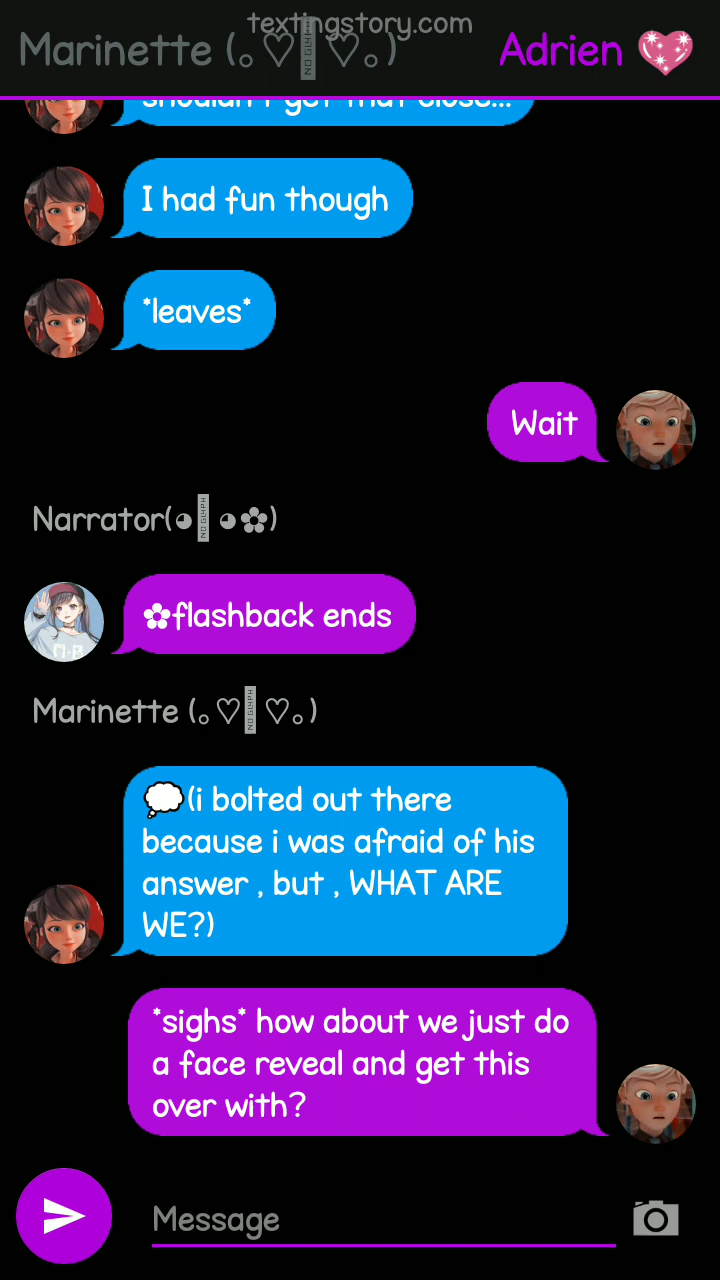 textingstory.com
Marinette (｡♡ ♡｡)
Adrien 💖
shouldn't get that close...
I had fun though
*leaves*
Wait
Narrator(◕ ◕✿)
✿flashback ends
Marinette (｡♡ ♡｡)
💭(i bolted out there
because i was afraid of his
answer , but , WHAT ARE
WE?)
*sighs* how about we just do
a face reveal and get this
over with?
Message